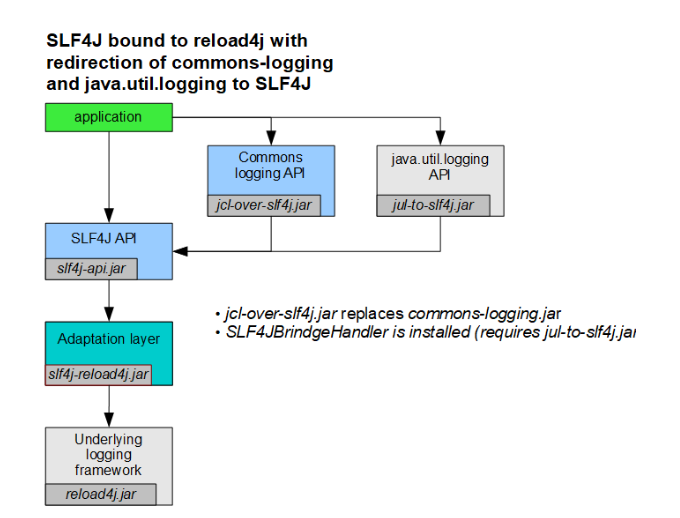 SLF4J bound to reload4j with
redirection of commons-logging
and java.util.logging to SLF4J
application
Commons
logging API
jcl-over-slf4j.jar
java.util.logging
API
jul-to-slf4j.jar
SLF4J API
slf4j-api.jar
• jcl-over-slf4j.jar replaces commons-logging.jar
• SLF4JBrindgeHandler is installed (requires jul-to-slf4j.jar
Adaptation layer
slf4j-reload4j.jar
Underlying
logging
framework
reload4j.jar